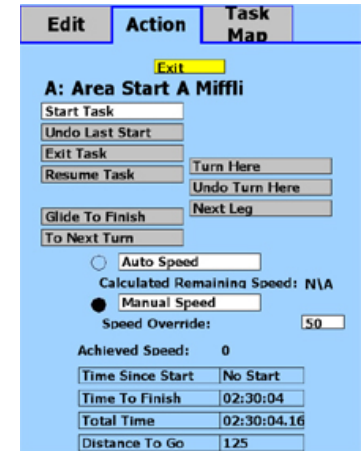 Edit Action Task Map
Exit
A: Area Start A Miffli
Start Task
Undo Last Start
Exit Task
Resume Task
Turn Here
Undo Turn Here
Next Leg
Glide To Finish
To Next Turn
Auto Speed
Calculated Remaining Speed: N\A
Manual Speed
Speed Override: 50
Achieved Speed: 0
Time Since Start No Start
Time To Finish 02:30:04
Total Time 02:30:04.16
Distance To Go 125